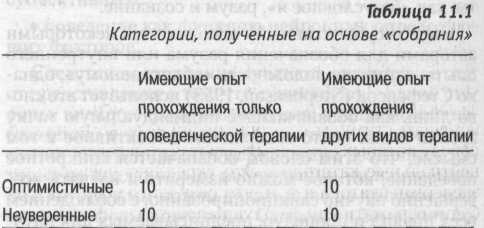 Таблица 11.1
Категории, полученные на основе «собрания»
Имеющие опыт Имеющие опыт
прохождения только прохождения
поведенческой терапии других видов терапии
Оптимистичные 10 10
Неуверенные 10 10